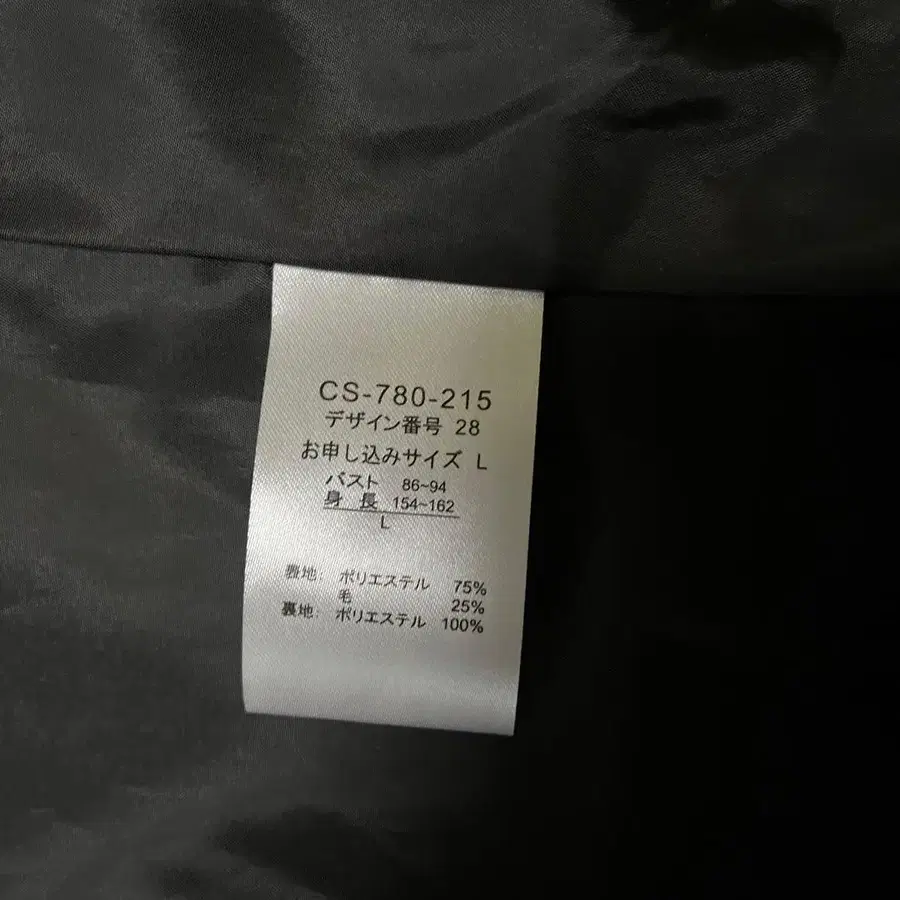 CS-780-215
デザイン番号 28
お申し込みサイズ L
バスト 86~94
身 長 154~162
L
表地: ポリエステル 75%
毛 25%
裏地: ポリエステル 100%